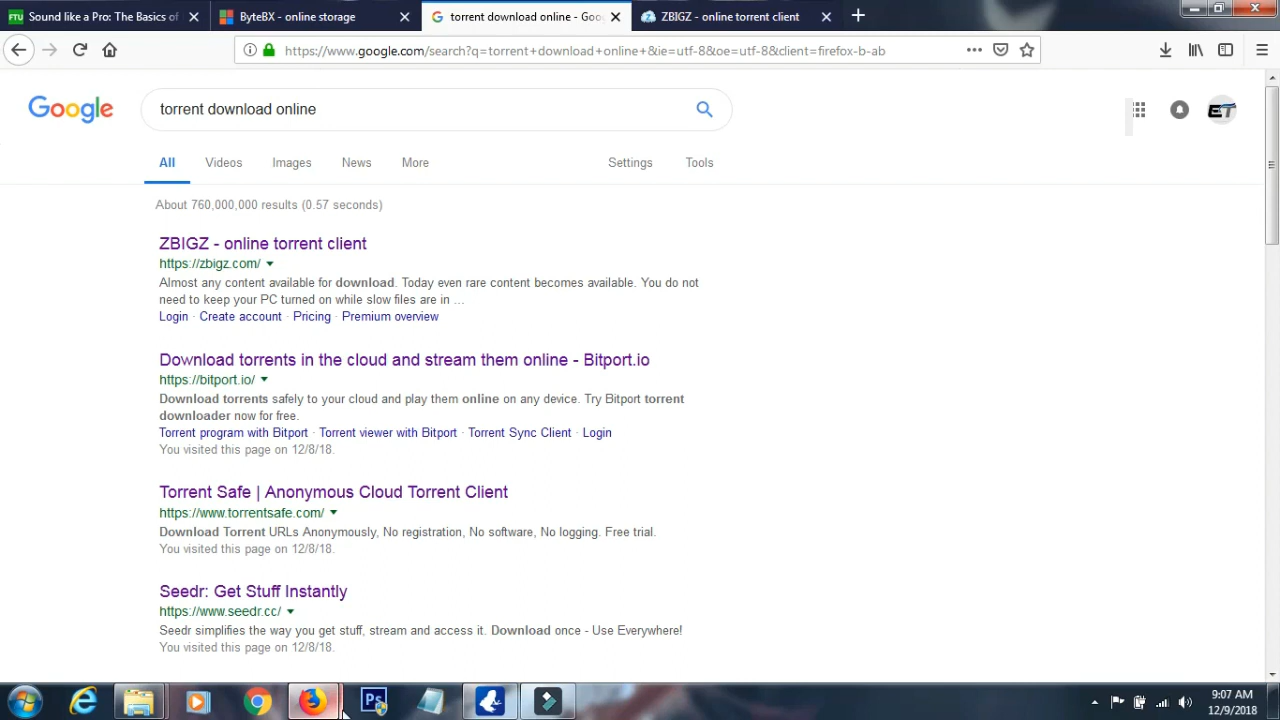 FTU Sound like a Pro: The Basics of
ByteBX - online storage
torrent download online - Goo
ZBIGZ - online torrent client
https://www.google.com/search?q=torrent+download+online+&ie=utf-8&oe=utf-8&client=firefox-b-ab
Google
torrent download online
ET
All Videos Images News More Settings Tools
About 760,000,000 results (0.57 seconds)
ZBIGZ - online torrent client
https://zbigz.com/
Almost any content available for download. Today even rare content becomes available. You do not
need to keep your PC turned on while slow files are in ...
Login · Create account · Pricing · Premium overview
Download torrents in the cloud and stream them online - Bitport.io
https://bitport.io/
Download torrents safely to your cloud and play them online on any device. Try Bitport torrent
downloader now for free.
Torrent program with Bitport · Torrent viewer with Bitport · Torrent Sync Client · Login
You visited this page on 12/8/18.
Torrent Safe | Anonymous Cloud Torrent Client
https://www.torrentsafe.com/
Download Torrent URLs Anonymously, No registration, No software, No logging. Free trial.
You visited this page on 12/8/18.
Seedr: Get Stuff Instantly
https://www.seedr.cc/
Seedr simplifies the way you get stuff, stream and access it. Download once - Use Everywhere!
You visited this page on 12/8/18.
Ps
9:07 AM
12/9/2018